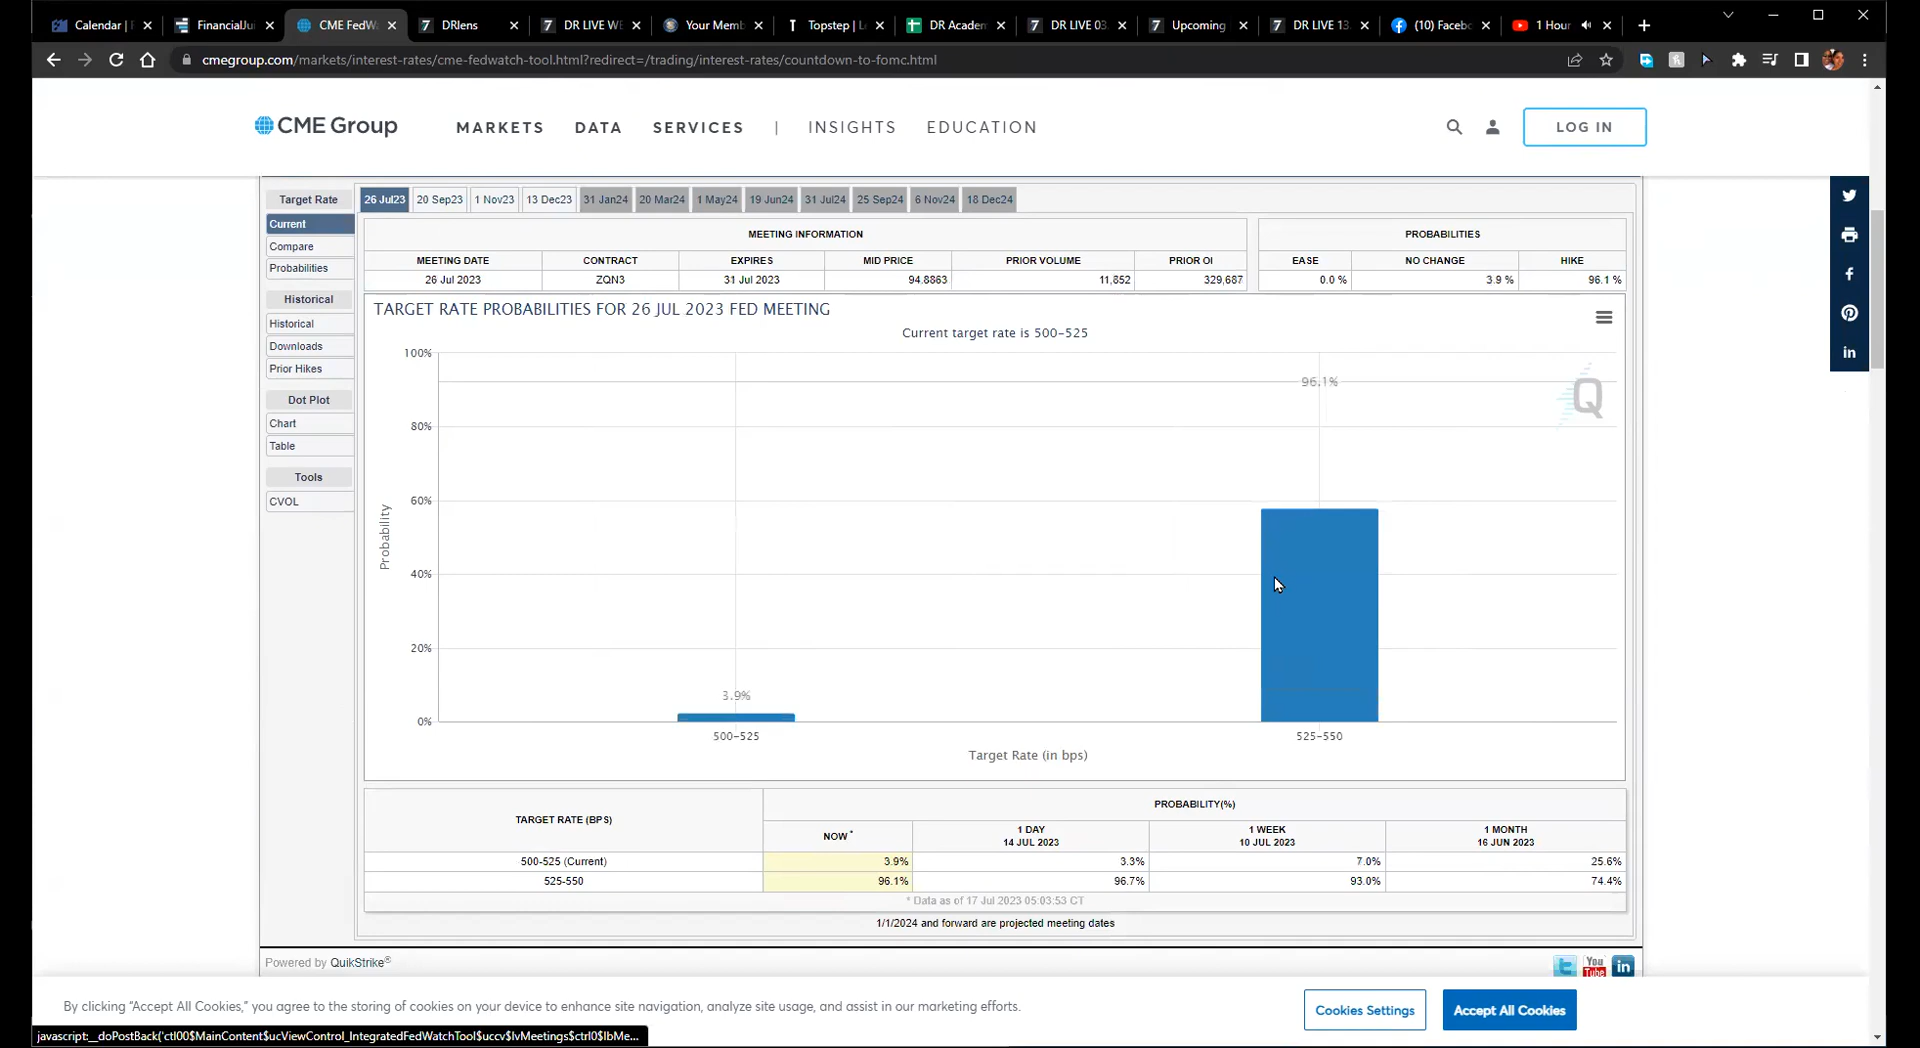 Calendar |
FinancialJui
CME FedW
DRlens
DR LIVE WE
Your Memb
Topstep | L
DR Academ
DR LIVE 03.
Upcoming
DR LIVE 13.
(10) Facebo
1 Hour
cmegroup.com/markets/interest-rates/cme-fedwatch-tool.html?redirect=/trading/interest-rates/countdown-to-fomc.html
CME Group
MARKETS DATA SERVICES | INSIGHTS EDUCATION
LOG IN
Target Rate
Current
Compare
Probabilities
Historical
Historical
Downloads
Prior Hikes
Dot Plot
Chart
Table
Tools
CVOL
26 Jul23 20 Sep23 1 Nov23 13 Dec23 31 Jan24 20 Mar24 1 May24 19 Jun24 31 Jul24 25 Sep24 6 Nov24 18 Dec24
MEETING INFORMATION
MEETING DATE CONTRACT EXPIRES MID PRICE PRIOR VOLUME PRIOR OI
26 Jul 2023 ZQN3 31 Jul 2023 94.8863 11,852 329,687
PROBABILITIES
EASE NO CHANGE HIKE
0.0 % 3.9 % 96.1 %
TARGET RATE PROBABILITIES FOR 26 JUL 2023 FED MEETING
Current target rate is 500-525
100%
80%
60%
40%
20%
0%
Probability
96.1%
Q
3.9%
500-525 525-550
Target Rate (in bps)
TARGET RATE (BPS) PROBABILITY(%)
NOW * 1 DAY 1 WEEK 1 MONTH
14 JUL 2023 10 JUL 2023 16 JUN 2023
500-525 (Current) 3.9% 3.3% 7.0% 25.6%
525-550 96.1% 96.7% 93.0% 74.4%
* Data as of 17 Jul 2023 05:03:53 CT
1/1/2024 and forward are projected meeting dates
Powered by QuikStrike®
You Tube
By clicking “Accept All Cookies,” you agree to the storing of cookies on your device to enhance site navigation, analyze site usage, and assist in our marketing efforts.
Cookies Settings
Accept All Cookies
javascript:__doPostBack('ctl00$MainContent$ucViewControl_IntegratedFedWatchTool$uccv$lvMeetings$ctrl0$lbMe...